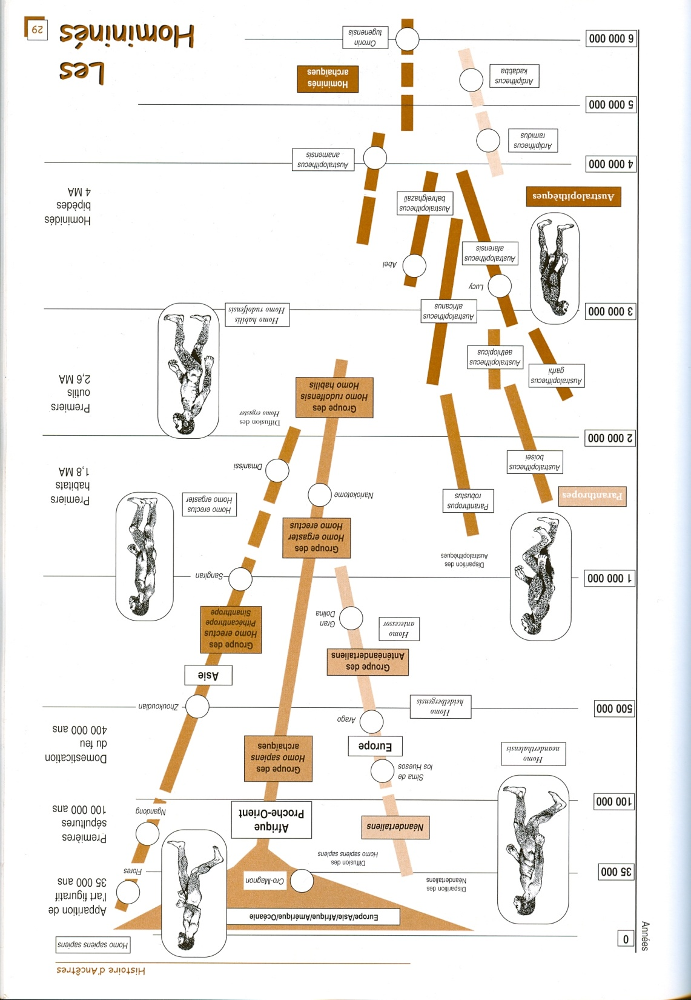 Histoire d'Ancêtres
Années
0
Homo sapiens sapiens
Europe/Asie/Afrique/Amérique/Océanie
Apparition de
l'art figuratif
35 000 ans
35 000
Disparition des
Néandertaliens
Cro-Magnon
Flores
Diffusion des
Homo sapiens sapiens
Néandertaliens
Afrique
Proche-Orient
Premières
sépultures
100 000 ans
Ngandong
100 000
Homo
neanderthalensis
Sima de
los Huesos
Groupe des
Homo sapiens
archaïques
Europe
Domestication
du feu
400 000 ans
Arago
500 000
Homo
heidelbergensis
Zhoukoudian
Asie
Groupe des
Anténéandertaliens
Homo
antecessor
Groupe des
Homo erectus
Pithécanthrope
Sinanthrope
Gran
Dolina
1 000 000
Sangiran
Disparition des
Australopithèques
Groupe des
Homo ergaster
Homo erectus
Paranthropes
Paranthropus
robustus
Homo erectus
Homo ergaster
Nariokotome
Premiers
habitats
1,8 MA
Australopithecus
boisei
Dmanissi
2 000 000
Diffusion des
Homo ergaster
Groupe des
Homo rudolfensis
Homo habilis
Premiers
outils
2,6 MA
Australopithecus
garhi
Australopithecus
aethiopicus
3 000 000
Australopithecus
africanus
Homo habilis
Homo rudolfensis
Lucy
Abel
Australopithecus
afarensis
Hominidés
bipèdes
4 MA
Australopithecus
bahrelghazali
Australopithèques
4 000 000
Australopithecus
anamensis
Ardipithecus
ramidus
5 000 000
Ardipithecus
kadabba
Hominés
archaïques
Les
Hominés
6 000 000
Orrorin
tugenensis
29